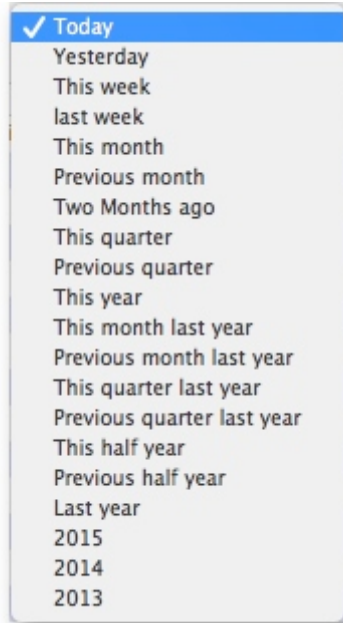 Today
Yesterday
This week
last week
This month
Previous month
Two Months ago
This quarter
Previous quarter
This year
This month last year
Previous month last year
This quarter last year
Previous quarter last year
This half year
Previous half year
Last year
2015
2014
2013